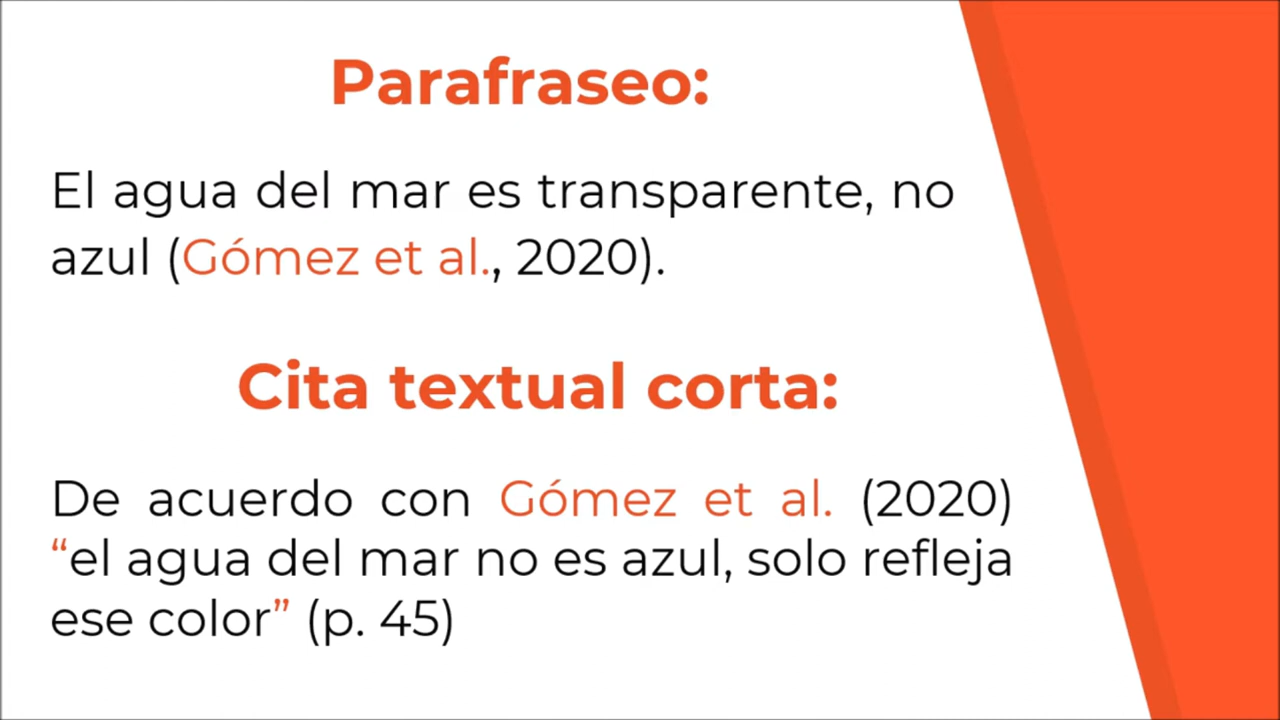 Parafraseo:
El agua del mar es transparente, no
azul (Gómez et al., 2020).
Cita textual corta:
De acuerdo con Gómez et al. (2020)
“el agua del mar no es azul, solo refleja
ese color” (p. 45)